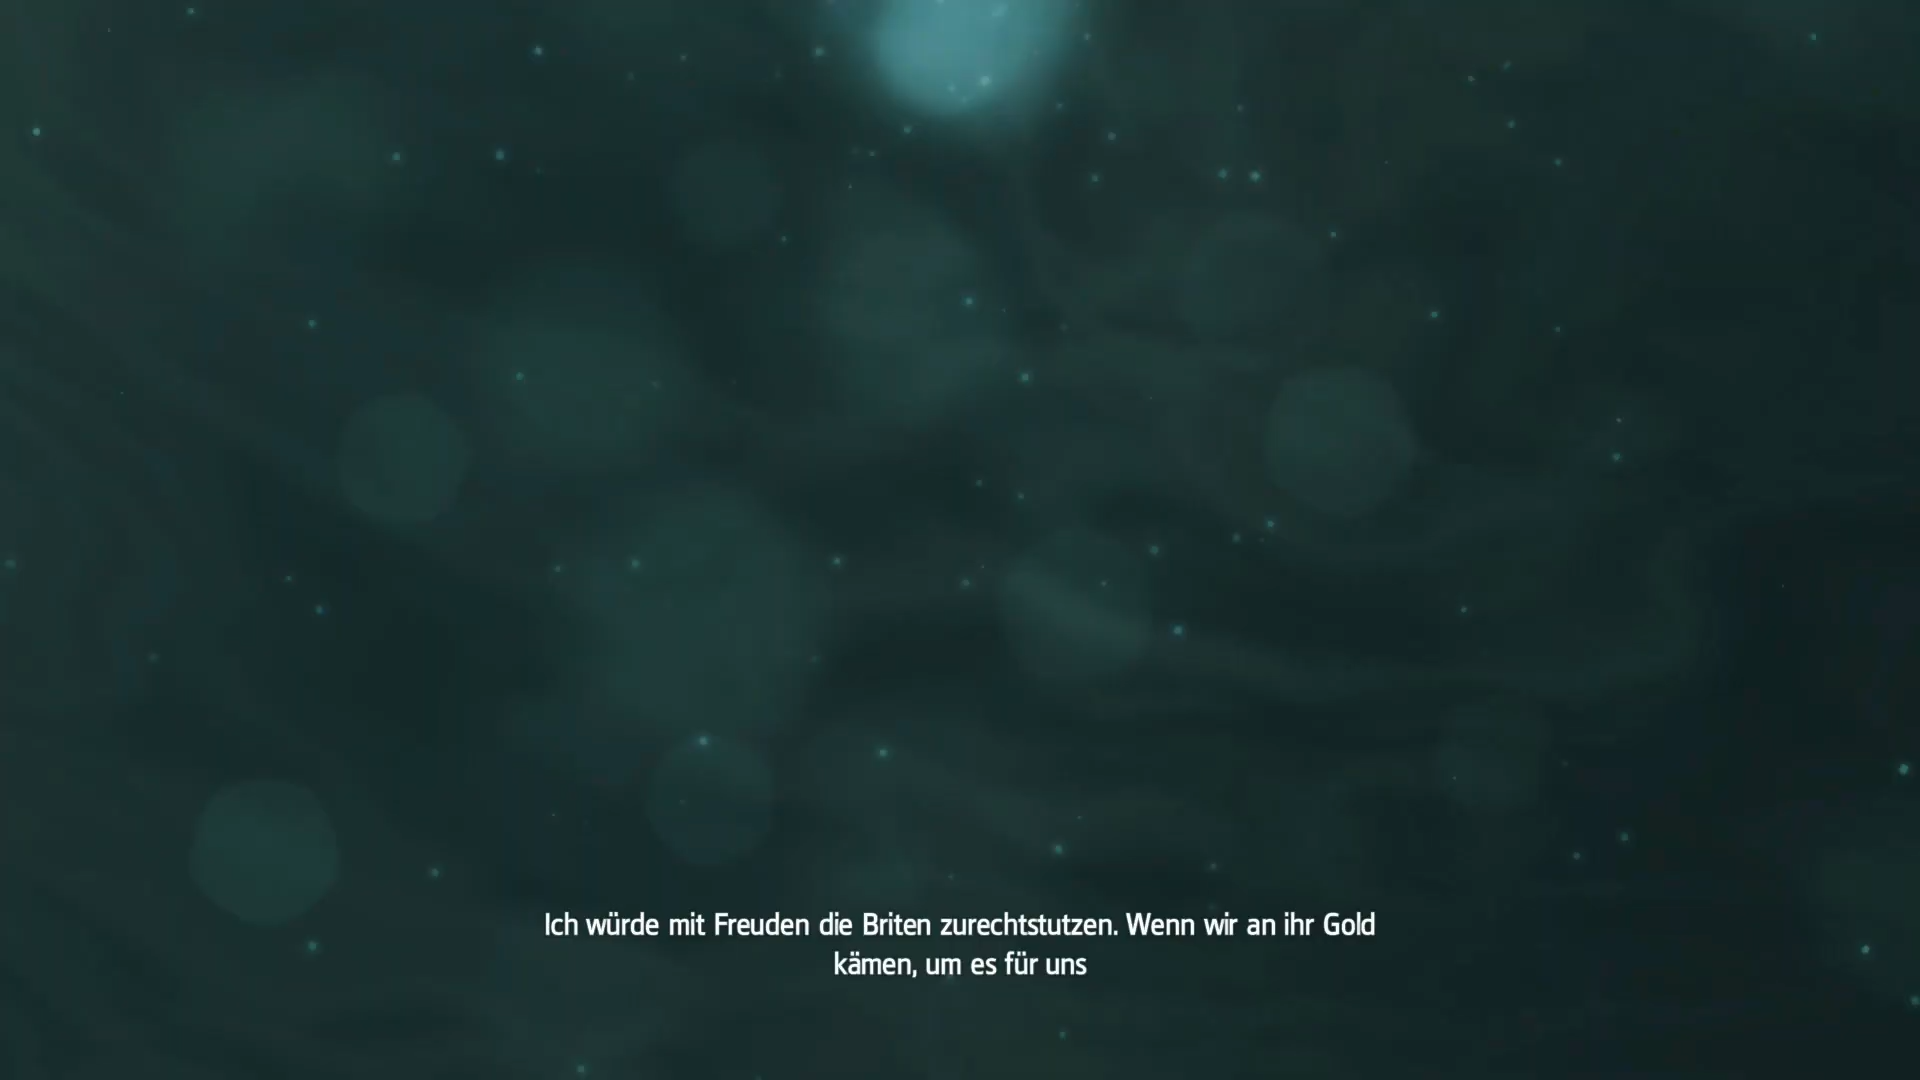 Ich würde mit Freuden die Briten zurechtstutzen. Wenn wir an ihr Gold
kämen, um es für uns